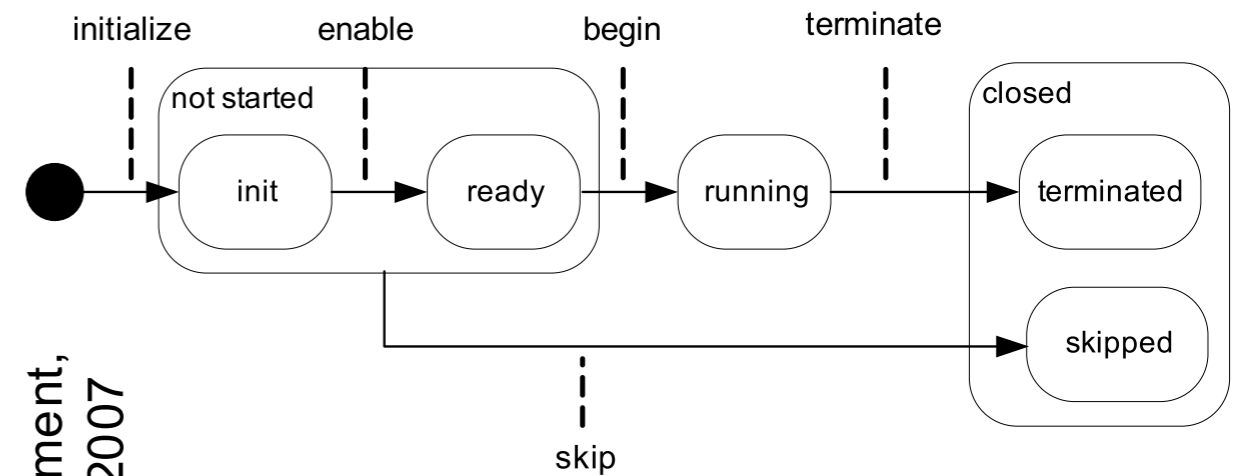 initialize
enable
begin
terminate
not started
closed
init
ready
running
terminated
skipped
skip
ment,
2007